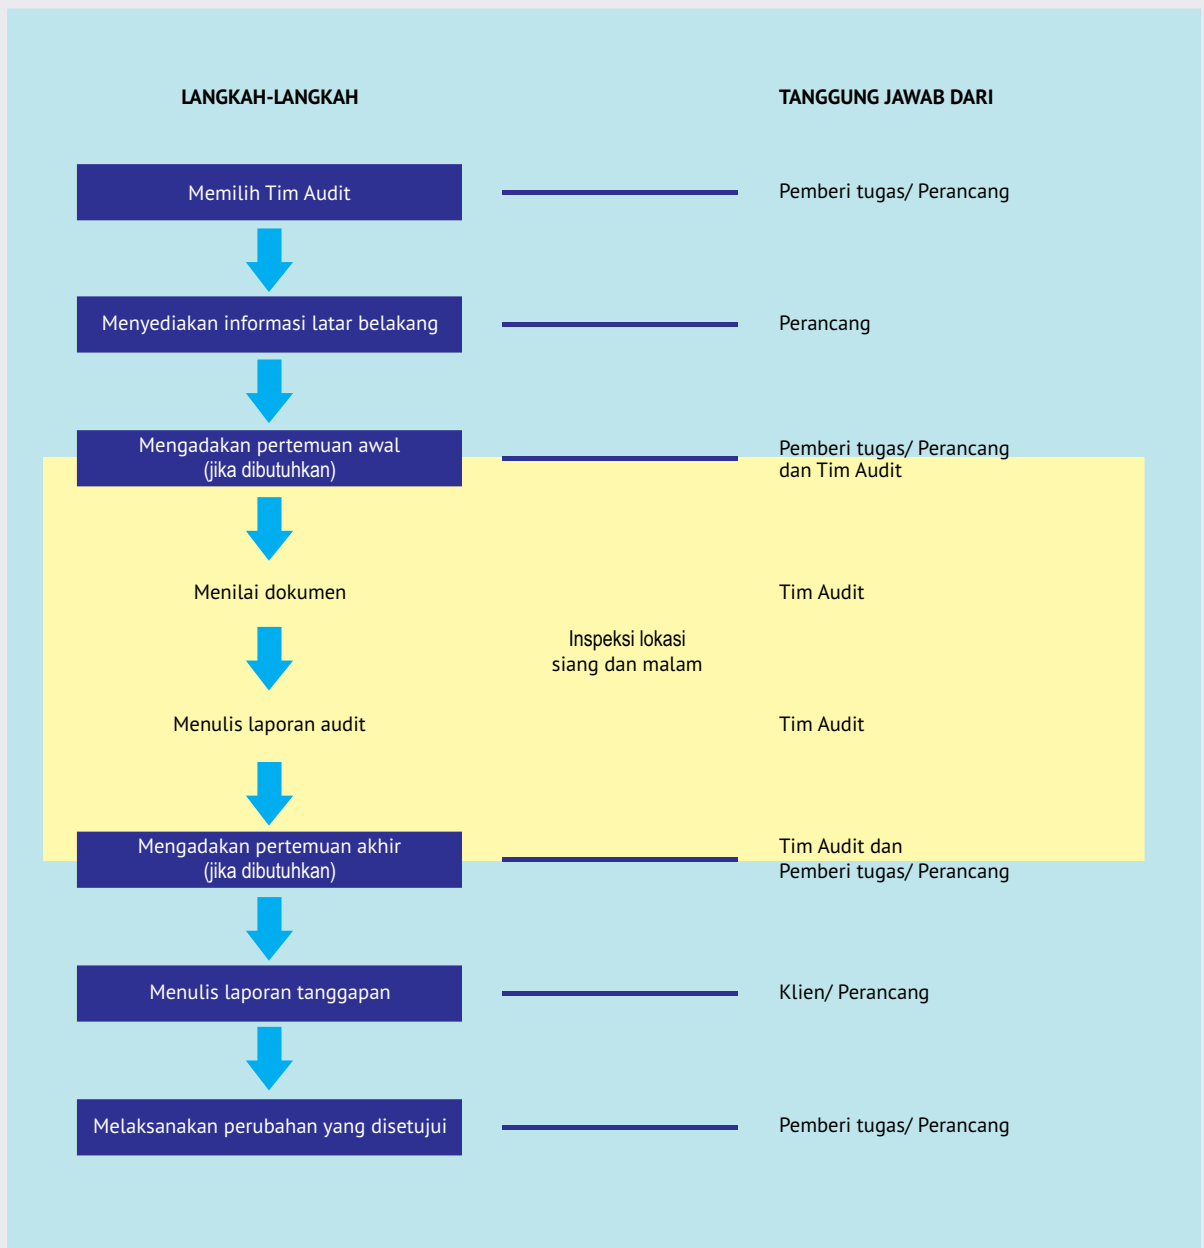 LANGKAH-LANGKAH
TANGGUNG JAWAB DARI
Memilih Tim Audit
Pemberi tugas/ Perancang
Menyediakan informasi latar belakang
Perancang
Mengadakan pertemuan awal
(jika dibutuhkan)
Pemberi tugas/ Perancang
dan Tim Audit
Menilai dokumen
Tim Audit
Inspeksi lokasi
siang dan malam
Menulis laporan audit
Tim Audit
Mengadakan pertemuan akhir
(jika dibutuhkan)
Tim Audit dan
Pemberi tugas/ Perancang
Menulis laporan tanggapan
Klien/ Perancang
Melaksanakan perubahan yang disetujui
Pemberi tugas/ Perancang